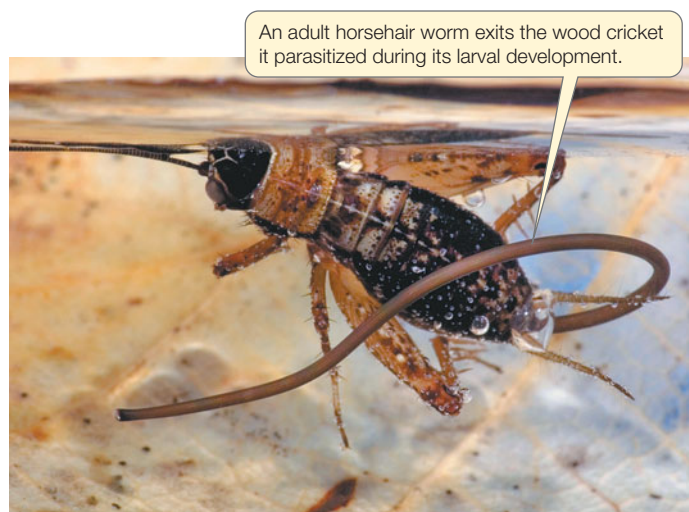 An adult horsehair worm exits the wood cricket
it parasitized during its larval development.